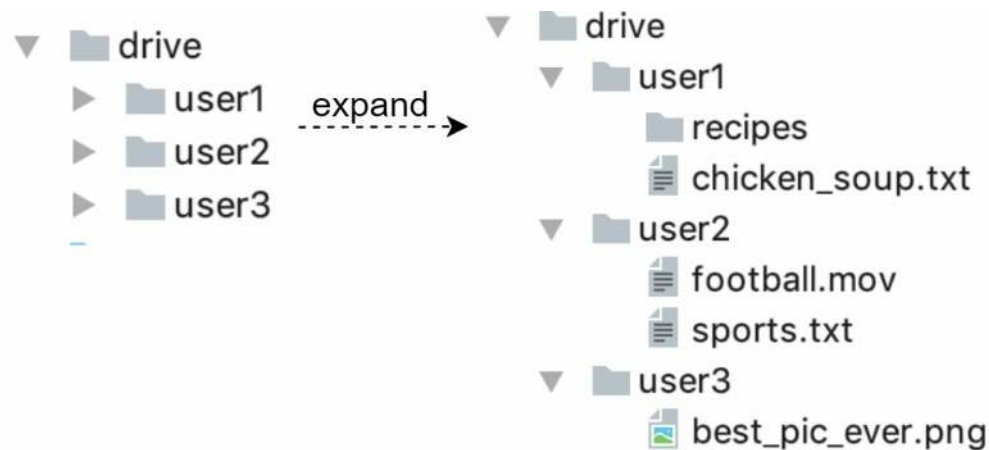 drive
user1
user2
user3
expand
drive
user1
recipes
chicken_soup.txt
user2
football.mov
sports.txt
user3
best_pic_ever.png